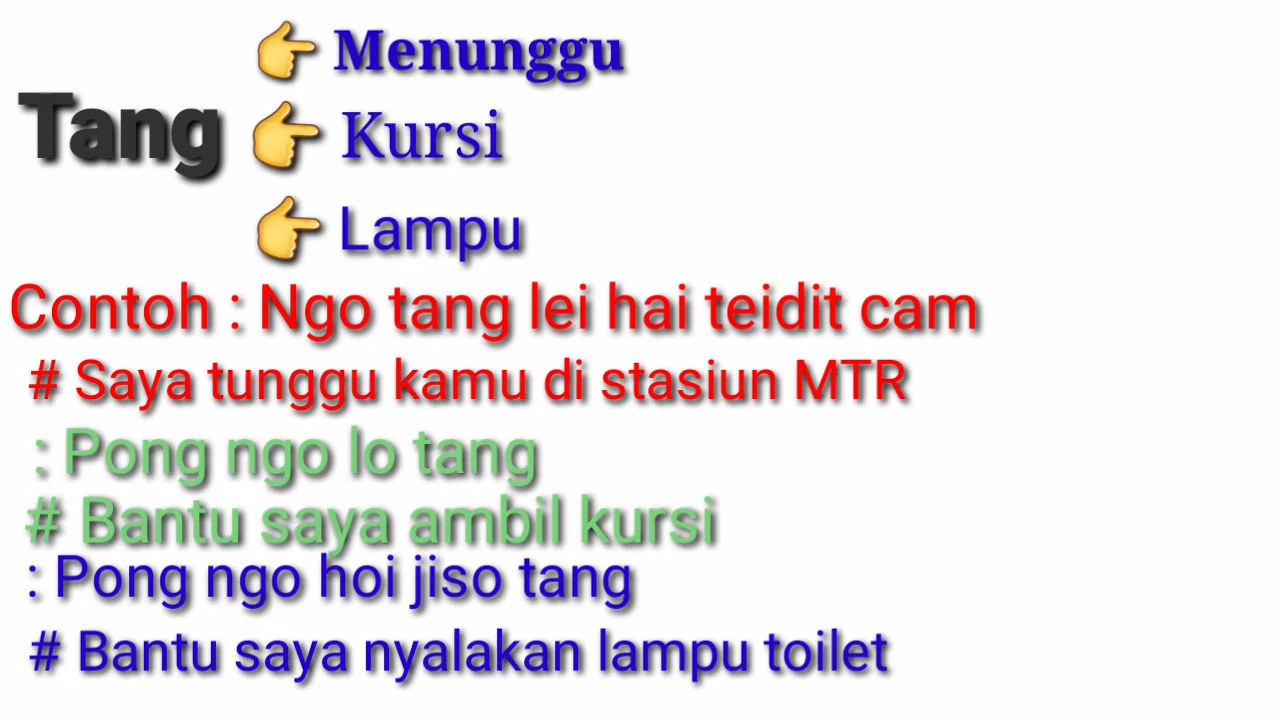 👉 Menunggu
Tang 👉 Kursi
👉 Lampu
Contoh : Ngo tang lei hai teidit cam
# Saya tunggu kamu di stasiun MTR
: Pong ngo lo tang
# Bantu saya ambil kursi
: Pong ngo hoi jiso tang
# Bantu saya nyalakan lampu toilet